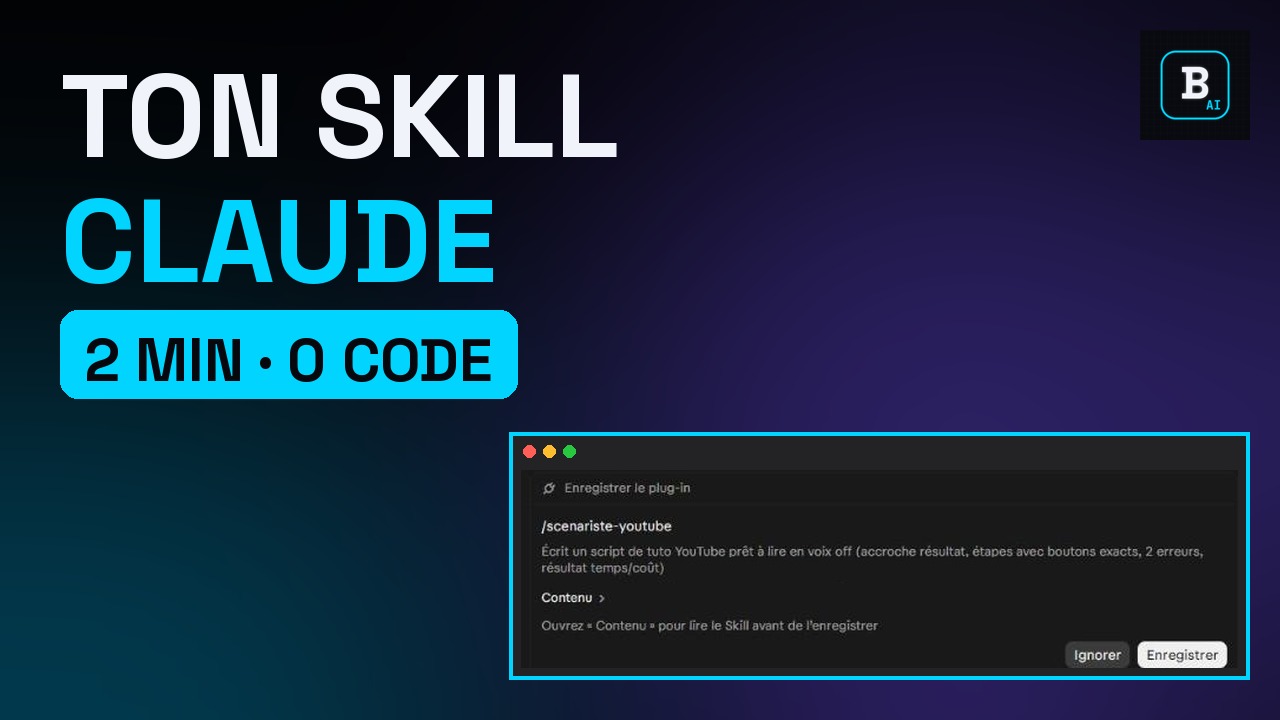 TON SKILL
CLAUDE
2 MIN · 0 CODE
B
AI
Enregistrer le plug-in
/scenariste-youtube
Écrit un script de tuto YouTube prêt à lire en voix off (accroche résultat, étapes avec boutons exacts, 2 erreurs,
résultat temps/coût)
Contenu >
Ouvrez « Contenu » pour lire le Skill avant de l'enregistrer
Ignorer Enregistrer